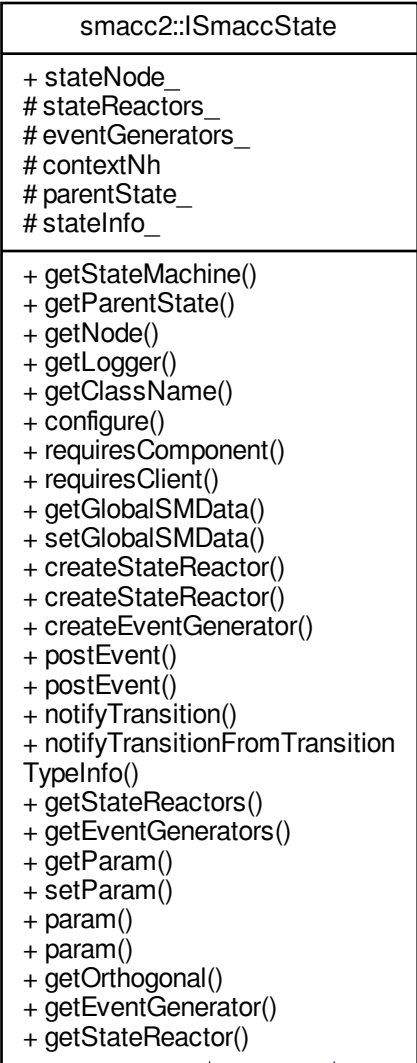 smacc2::ISmaccState
+ stateNode_
# stateReactors_
# eventGenerators_
# contextNh
# parentState_
# stateInfo_
+ getStateMachine()
+ getParentState()
+ getNode()
+ getLogger()
+ getClassName()
+ configure()
+ requiresComponent()
+ requiresClient()
+ getGlobalSMData()
+ setGlobalSMData()
+ createStateReactor()
+ createStateReactor()
+ createEventGenerator()
+ postEvent()
+ postEvent()
+ notifyTransition()
+ notifyTransitionFromTransition
TypeInfo()
+ getStateReactors()
+ getEventGenerators()
+ getParam()
+ setParam()
+ param()
+ param()
+ getOrthogonal()
+ getEventGenerator()
+ getStateReactor()